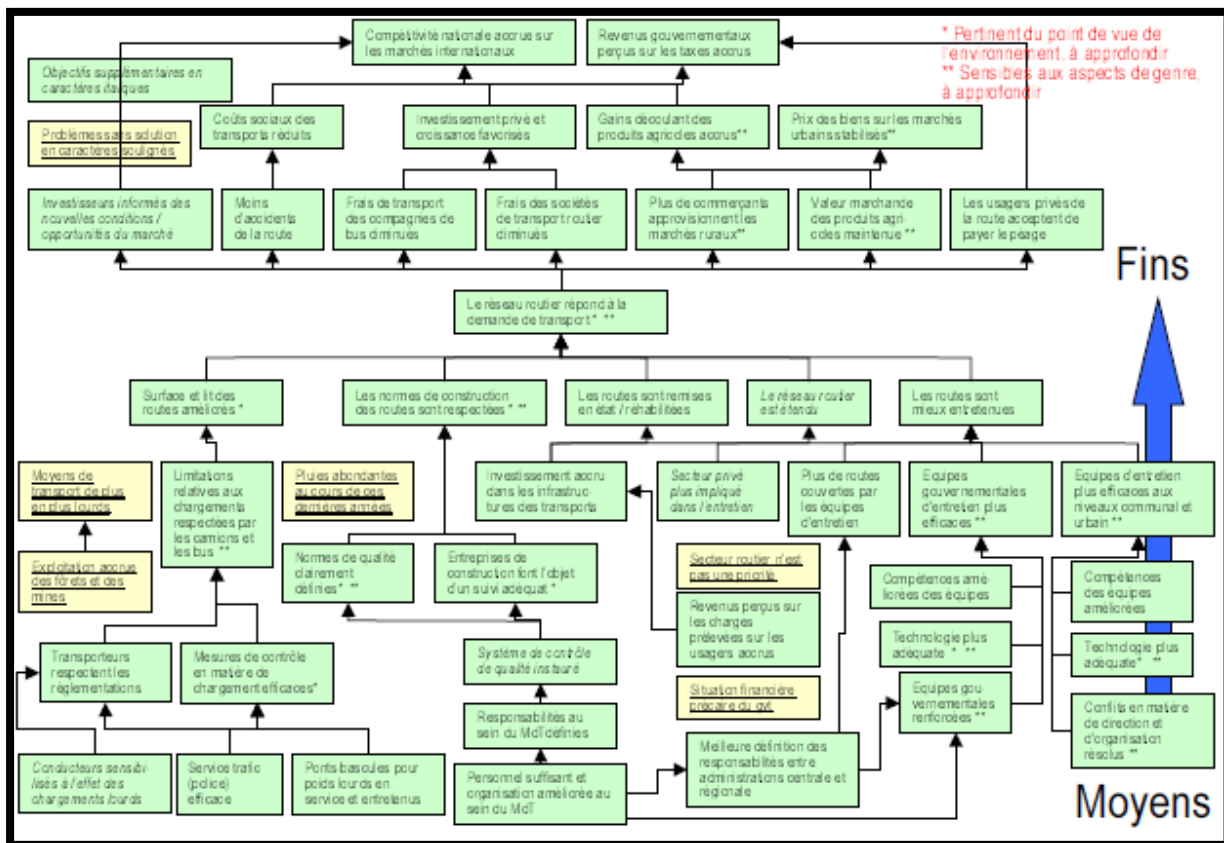 Compétitivité nationale accrue sur
les marchés internationaux
Revenus gouvernementaux
perçus sur les taxes accrus
* Pertinent du point de vue de
l'environnement, à approfondir
** Sensibles aux aspects de genre,
à approfondir
Objectifs supplémentaires en
caractères italiques
Problèmes sans solution
en caractères soulignés
Coûts sociaux des
transports réduits
Investissement privé et
croissance favorisés
Gains découlant des
produits agricoles accrus**
Prix des biens sur les marchés
urbains stabilisés**
Investisseurs informés des
nouvelles conditions /
opportunités du marché
Moins
d'accidents
de la route
Frais de transport
des compagnies de
bus diminués
Frais des sociétés
de transport routier
diminués
Plus de commerçants
approvisionnent les
marchés ruraux**
Valeur marchande
des produits agri-
coles maintenue **
Les usagers privés de
la route acceptent de
payer le péage
Fins
Le réseau routier répond à la
demande de transport * **
Surface et lit des
routes améliorés *
Les normes de construction
des routes sont respectées * **
Les routes sont remises
en état / réhabilitées
Le réseau routier
est étendu
Les routes sont
mieux entretenues
Moyens de
transport de plus
en plus lourds
Limitations
relatives aux
chargements
respectées par
les camions et
les bus **
Pluies abondantes
au cours de ces
dernières années
Investissement accru
dans les infrastruc-
tures des transports
Secteur privé
plus impliqué
dans l'entretien
Plus de routes
couvertes par
les équipes
d'entretien
Equipes
gouvernementales
d'entretien plus
efficaces **
Equipes d'entretien
plus efficaces aux
niveaux communal et
urbain **
Exploitation accrue
des fôrets et des
mines
Normes de qualité
clairement
définies* **
Entreprises de
construction font l'objet
d'un suivi adéquat *
Secteur routier n'est
pas une priorité
Compétences amé-
liorées des équipes
Compétences
des équipes
améliorées
Revenus perçus sur
les charges
prélevées sur les
usagers accrus
Technologie plus
adéquate * **
Technologie plus
adéquate* **
Transporteurs
respectant les
réglementations
Mesures de contrôle
en matière de
chargement efficaces*
Système de contrôle
de qualité instauré
Situation financière
précaire du gvt
Equipes gou-
vernementales
renforcées **
Conflits en matière
de direction et
d'organisation
résolus **
Responsabilités au
sein du MdT définies
Conducteurs sensibi-
lisés à l'effet des
chargements lourds
Service trafic
(police)
efficace
Ponts bascules pour
poids lourds en
service et entretenus
Personnel suffisant et
organisation améliorée au
sein du MdT
Meilleure définition des
responsabilités entre
administrations centrale et
régionale
Moyens